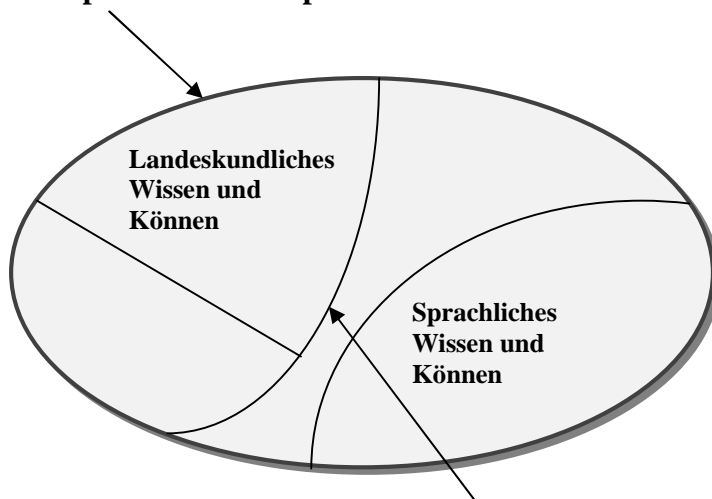 Landeskundliches
Wissen und
Können
Sprachliches
Wissen und
Können